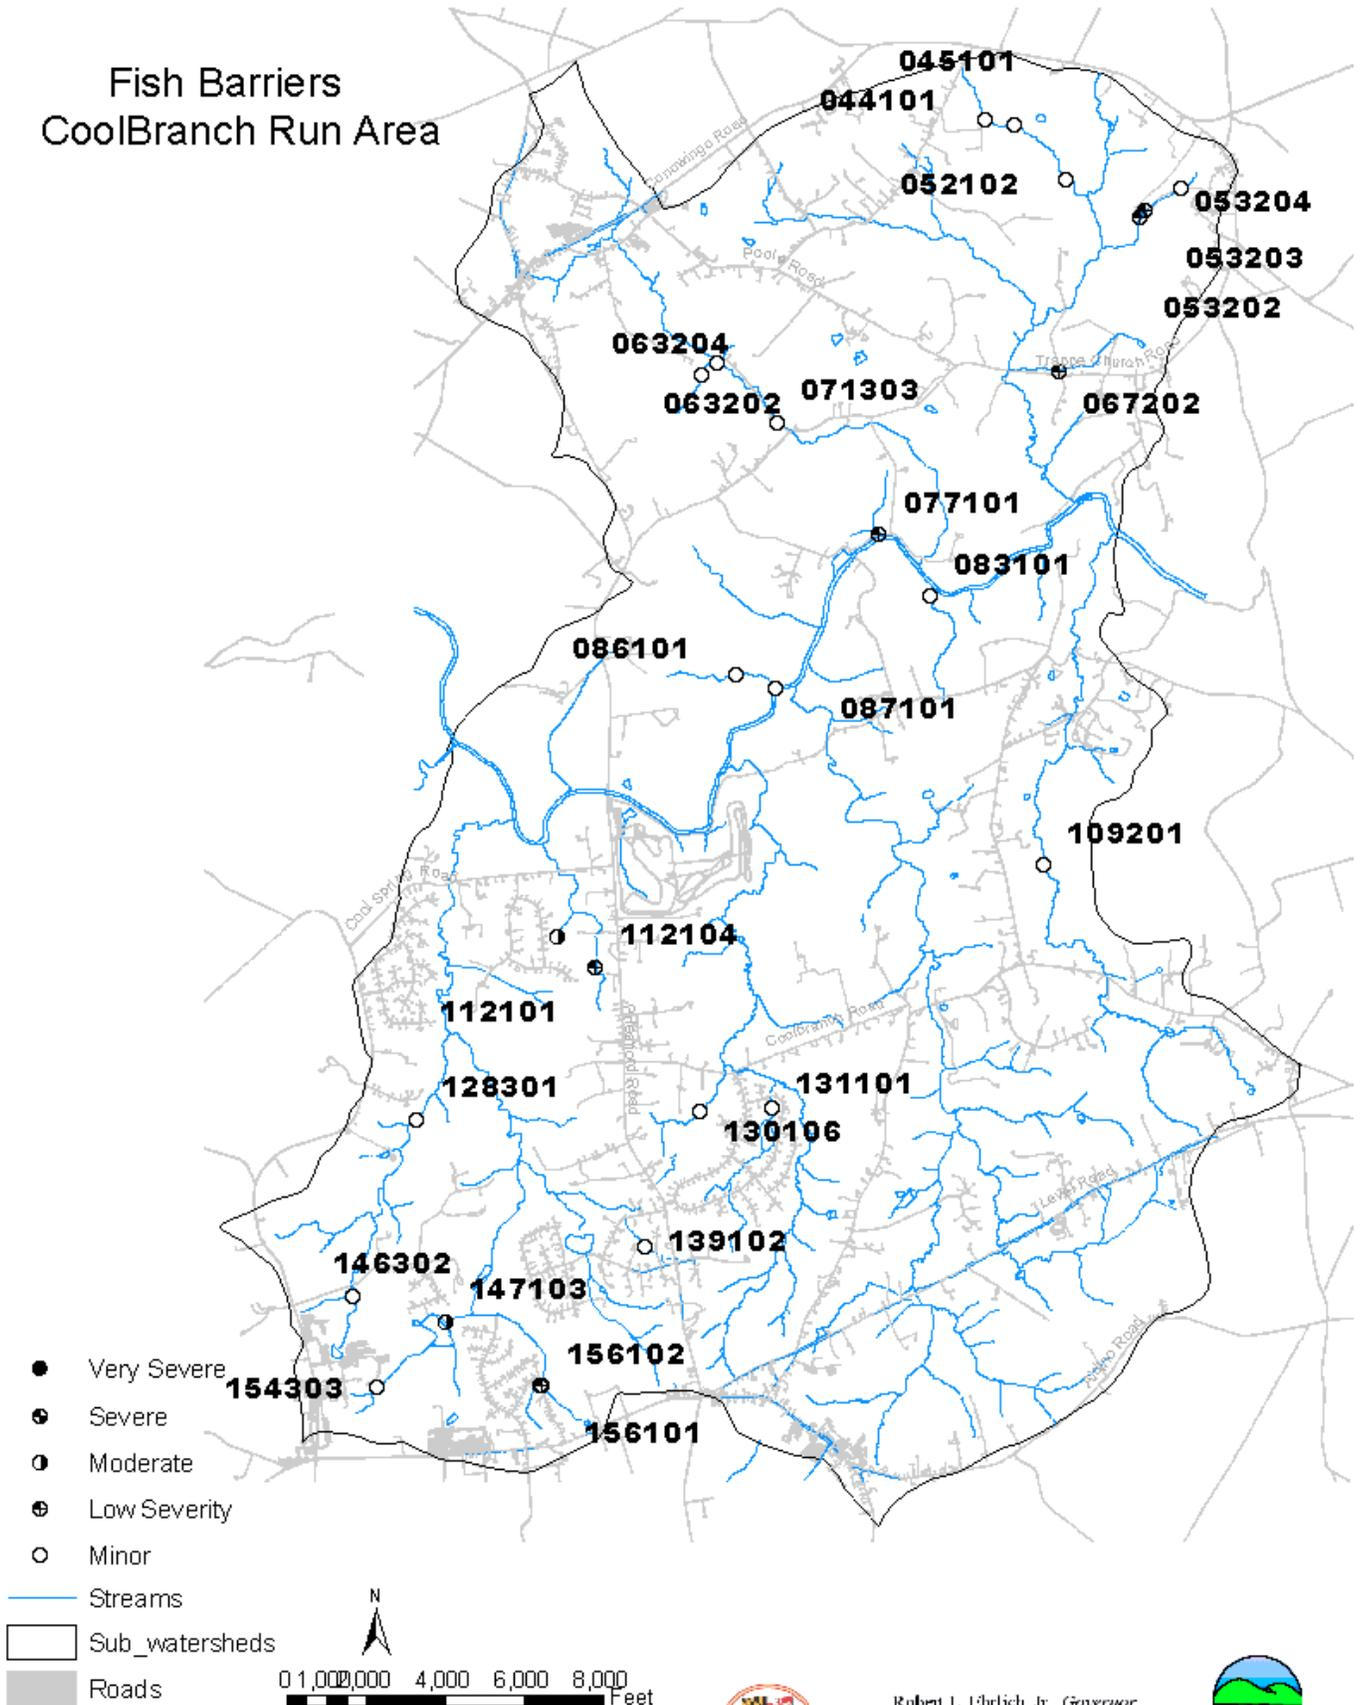 Fish Barriers
CoolBranch Run Area
045101
044101
Conowingo Road
052102
053204
053203
Poole Road
053202
063204
Trappe Church Road
071303
063202
067202
077101
083101
086101
087101
109201
Cool Spring Road
112104
112101
Coolbranch Road
128301
131101
130106
Level Road
139102
146302
147103
156102
Very Severe
154303
Severe
156101
Moderate
Low Severity
Minor
Streams
N
Sub_watersheds
0 1,000 2,000 4,000 6,000 8,000
Feet
Roads
Robert L. Ehrlich, Jr., Governor